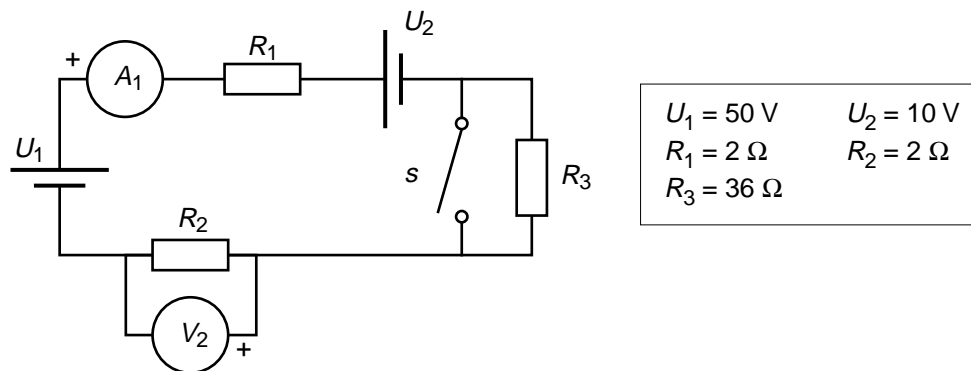 U2
+ A1 R1
U1
s R3
R2
V2 +
U1 = 50 V U2 = 10 V
R1 = 2 Ω R2 = 2 Ω
R3 = 36 Ω